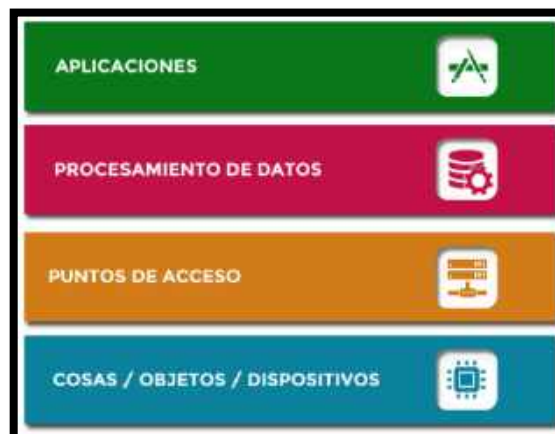 APLICACIONES
PROCESAMIENTO DE DATOS
PUNTOS DE ACCESO
COSAS / OBJETOS / DISPOSITIVOS